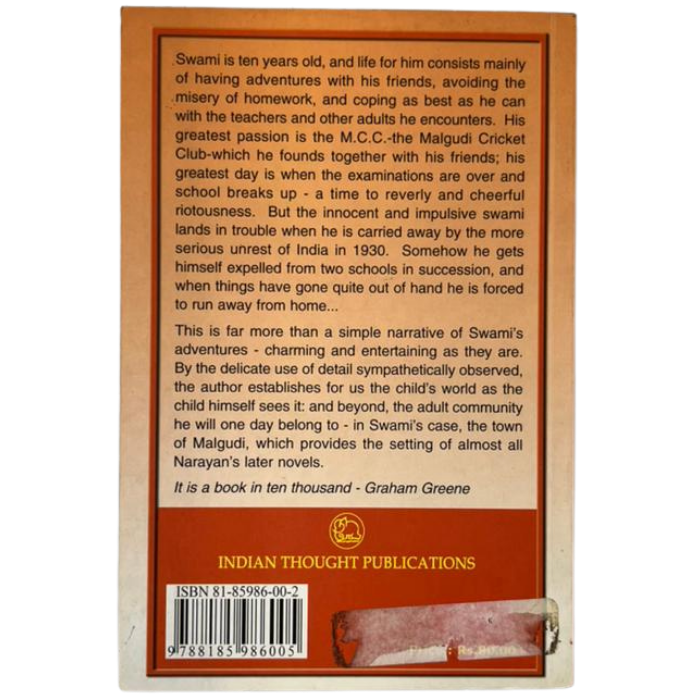 Swami is ten years old, and life for him consists mainly
of having adventures with his friends, avoiding the
misery of homework, and coping as best as he can
with the teachers and other adults he encounters. His
greatest passion is the M.C.C.-the Malgudi Cricket
Club-which he founds together with his friends; his
greatest day is when the examinations are over and
school breaks up - a time to reverly and cheerful
riotousness. But the innocent and impulsive swami
lands in trouble when he is carried away by the more
serious unrest of India in 1930. Somehow he gets
himself expelled from two schools in succession, and
when things have gone quite out of hand he is forced
to run away from home...
This is far more than a simple narrative of Swami's
adventures - charming and entertaining as they are.
By the delicate use of detail sympathetically observed,
the author establishes for us the child's world as the
child himself sees it: and beyond, the adult community
he will one day belong to - in Swami's case, the town
of Malgudi, which provides the setting of almost all
Narayan's later novels.
It is a book in ten thousand - Graham Greene
INDIAN THOUGHT PUBLICATIONS
ISBN 81-85986-00-2
9788185986005
Price : Rs.